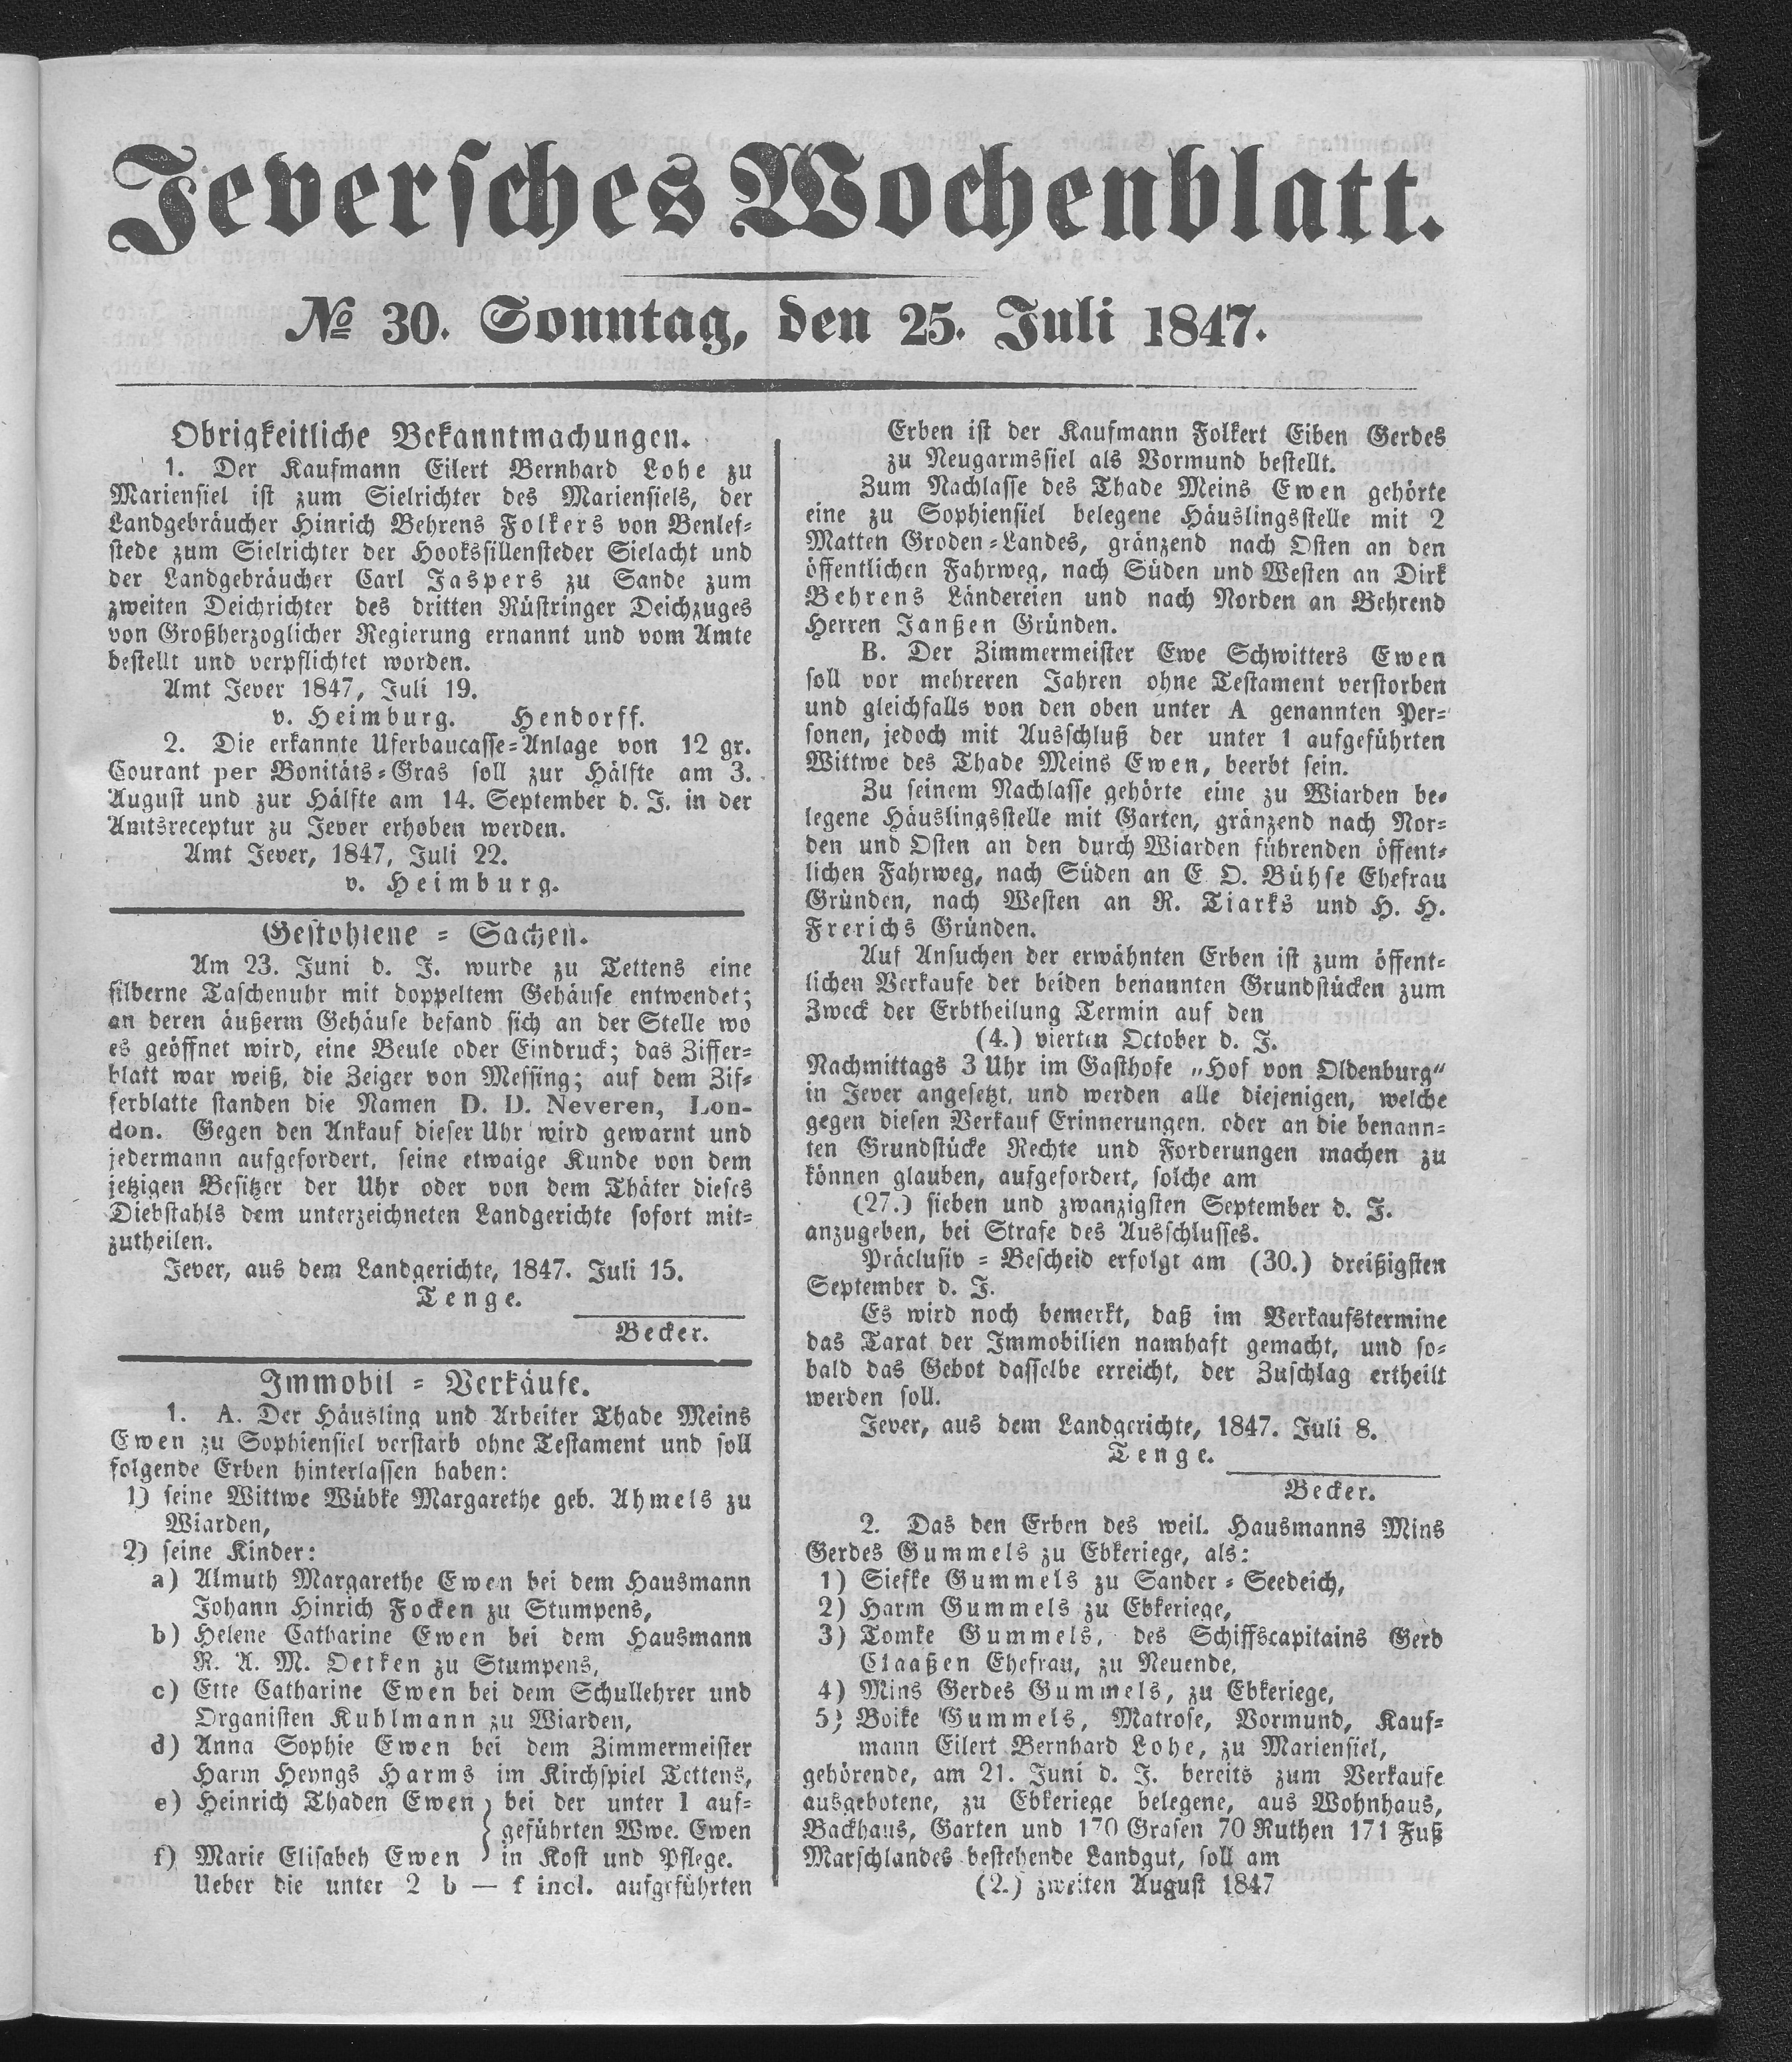 Jeversches Wochenblatt.
№ 30. Sonntag, den 25. Juli 1847.
Obrigkeitliche Bekanntmachungen.
1. Der Kaufmann Eilert Bernhard Lohe zu
Mariensiel ist zum Sielrichter des Mariensiels, der
Landgebräucher Hinrich Behrens Folkers von Benlef-
stede zum Sielrichter der Hookssillensteder Sielacht und
der Landgebräucher Carl Jaspers zu Sande zum
zweiten Deichrichter des dritten Rüstringer Deichzuges
von Großherzoglicher Regierung ernannt und vom Amte
bestellt und verpflichtet worden.
Amt Jever 1847, Juli 19.
v. Heimburg. Hendorff.
2. Die erkannte Uferbaucasse-Anlage von 12 gr.
Courant per Bonitäts-Gras soll zur Hälfte am 3.
August und zur Hälfte am 14. September d. J. in der
Amtsreceptur zu Jever erhoben werden.
Amt Jever, 1847, Juli 22.
v. Heimburg.
Gestohlene-Sachen.
Am 23. Juni d. J. wurde zu Tettens eine
silberne Taschenuhr mit doppeltem Gehäuse entwendet;
an deren äußerm Gehäuse befand sich an der Stelle wo
es geöffnet wird, eine Beule oder Eindruck; das Ziffer-
blatt war weiß, die Zeiger von Messing; auf dem Zif-
ferblatte standen die Namen D. D. Neveren, Lon-
don. Gegen den Ankauf dieser Uhr wird gewarnt und
jedermann aufgefordert, seine etwaige Kunde von dem
jetzigen Besitzer der Uhr oder von dem Thäter dieses
Diebstahls dem unterzeichneten Landgerichte sofort mit-
zutheilen.
Jever, aus dem Landgerichte, 1847. Juli 15.
Tenge.
Becker.
Immobil-Verkäufe.
1. A. Der Häusling und Arbeiter Thade Meins
Ewen zu Sophiensiel verstarb ohne Testament und soll
folgende Erben hinterlassen haben:
1) seine Wittwe Wübke Margarethe geb. Ahmels zu
Wiarden,
2) seine Kinder:
a) Almuth Margarethe Ewen bei dem Hausmann
Johann Hinrich Focken zu Stumpens,
b) Helene Catharine Ewen bei dem Hausmann
R. A. M. Oetken zu Stumpens,
c) Ette Catharine Ewen bei dem Schullehrer und
Organisten Kuhlmann zu Wiarden,
d) Anna Sophie Ewen bei dem Zimmermeister
Harm Heyngs Harms im Kirchspiel Tettens,
e) Heinrich Thaden Ewen } bei der unter 1 auf-
geführten Wwe. Ewen
f) Marie Elisabeh Ewen } in Kost und Pflege.
Ueber die unter 2 b — f incl. aufgeführten
Erben ist der Kaufmann Folkert Eiben Gerdes
zu Neugarmssiel als Vormund bestellt.
Zum Nachlasse des Thade Meins Ewen gehörte
eine zu Sophiensiel belegene Häuslingsstelle mit 2
Matten Groden-Landes, gränzend nach Osten an den
öffentlichen Fahrweg, nach Süden und Westen an Dirk
Behrens Ländereien und nach Norden an Behrend
Herren Janßen Gründen.
B. Der Zimmermeister Ewe Schwitters Ewen
soll vor mehreren Jahren ohne Testament verstorben
und gleichfalls von den oben unter A genannten Per-
sonen, jedoch mit Ausschluß der unter 1 aufgeführten
Wittwe des Thade Meins Ewen, beerbt sein.
Zu seinem Nachlasse gehörte eine zu Wiarden be-
legene Häuslingsstelle mit Garten, gränzend nach Nor-
den und Osten an den durch Wiarden führenden öffent-
lichen Fahrweg, nach Süden an E. O. Bühse Ehefrau
Gründen, nach Westen an R. Tiarks und H. H.
Frerichs Gründen.
Auf Ansuchen der erwähnten Erben ist zum öffent-
lichen Verkaufe der beiden benannten Grundstücken zum
Zweck der Erbtheilung Termin auf den
(4.) vierten October d. J.
Nachmittags 3 Uhr im Gasthofe „Hof von Oldenburg“
in Jever angesetzt, und werden alle diejenigen, welche
gegen diesen Verkauf Erinnerungen. oder an die benann-
ten Grundstücke Rechte und Forderungen machen zu
können glauben, aufgefordert, solche am
(27.) sieben und zwanzigsten September d. J.
anzugeben, bei Strafe des Ausschlusses.
Präclusiv-Bescheid erfolgt am (30.) dreißigsten
September d. J.
Es wird noch bemerkt, daß im Verkaufstermine
das Taxat der Immobilien namhaft gemacht, und so-
bald das Gebot dasselbe erreicht, der Zuschlag ertheilt
werden soll.
Jever, aus dem Landgerichte, 1847. Juli 8.
Tenge.
Becker.
2. Das den Erben des weil. Hausmanns Mins
Gerdes Gummels zu Ebkeriege, als:
1) Siefke Gummels zu Sander-Seedeich,
2) Harm Gummels zu Ebkeriege,
3) Tomke Gummels, des Schiffscapitains Gerd
Claaßen Ehefrau, zu Neuende,
4) Mins Gerdes Gummels, zu Ebkeriege,
5) Boike Gummels, Matrose, Vormund, Kauf-
mann Eilert Bernhard Lohe, zu Mariensiel,
gehörende, am 21. Juni d. J. bereits zum Verkaufe
ausgebotene, zu Ebkeriege belegene, aus Wohnhaus,
Backhaus, Garten und 170 Grasen 70 Ruthen 171 Fuß
Marschlandes bestehende Landgut, soll am
(2.) zweiten August 1847